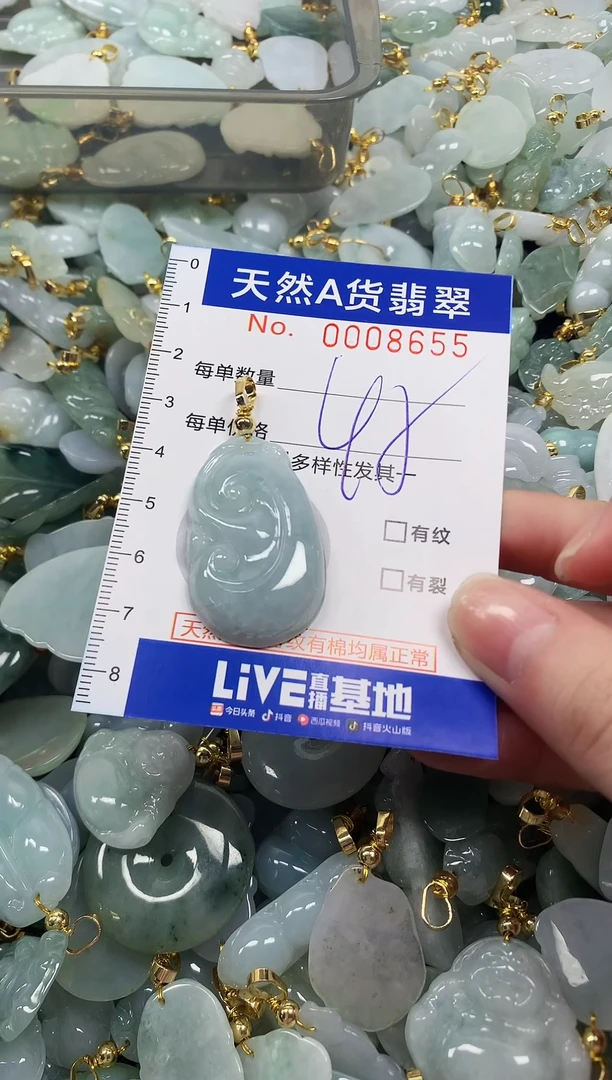 0
1
2
3
4
5
6
7
8
天然A货翡翠
No. 0008655
每单数量
每单价格
多样性发其一
有纹
有裂
天然 纹有棉均属正常
LiVE直播基地
今日头条 抖音 西瓜视频 抖音火山版